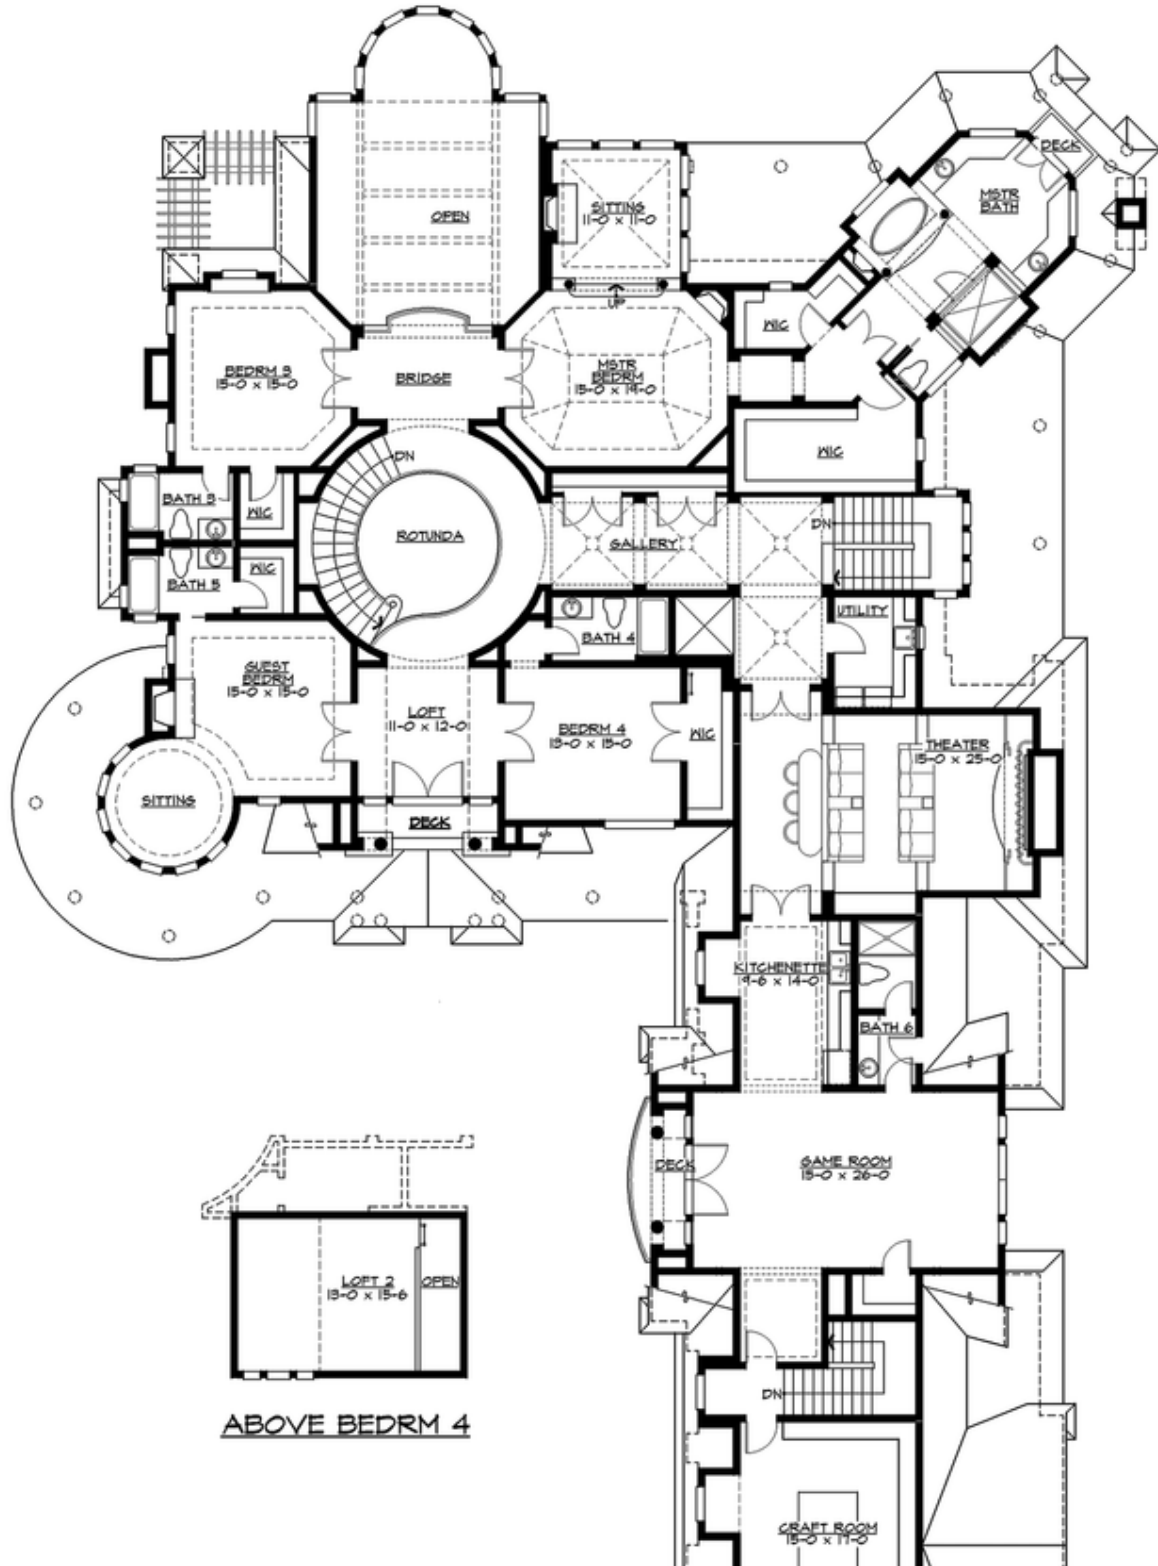 DECK
MSTR
BATH
OPEN
SITTING
11-0 x 11-0
UP
WIC
BEDRM 3
15-0 x 15-0
BRIDGE
MSTR
BEDRM
15-0 x 19-0
WIC
DN
BATH 3
WIC
ROTUNDA
GALLERY
DN
WIC
BATH 5
BATH 4
UTILITY
GUEST
BEDRM
15-0 x 15-0
LOFT
11-0 x 12-0
BEDRM 4
13-0 x 15-0
WIC
THEATER
15-0 x 25-0
SITTING
DECK
KITCHENETTE
9-6 x 14-0
BATH 6
DECK
GAME ROOM
15-0 x 26-0
LOFT 2
13-0 x 15-6
OPEN
DN
ABOVE BEDRM 4
CRAFT ROOM
15-0 x 17-0